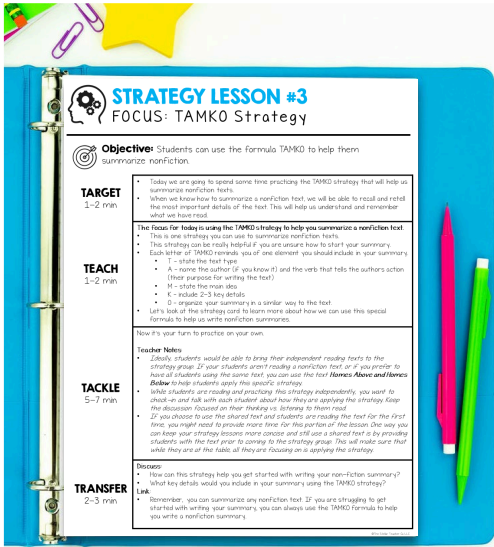 STRATEGY LESSON #3
FOCUS: TAMKO Strategy
Objective: Students can use the formula TAMKO to help them
summarize nonfiction.
TARGET
1-2 min
• Today we are going to spend some time practicing the TAMKO strategy that will help us
summarize nonfiction texts.
• When we know how to summarize a nonfiction text, we will be able to recall and retell
the most important details of the text. This will help us understand and remember
what we have read.
TEACH
1-2 min
The focus for today is using the TAMKO strategy to help you summarize a nonfiction text.
• This is one strategy you can use to summarize nonfiction texts.
• This strategy can be really helpful if you are unsure how to start your summary.
• Each letter of TAMKO reminds you of one element you should include in your summary.
• T - state the text type
• A - name the author (if you know it) and the verb that tells the authors action
(their purpose for writing the text)
• M - state the main idea
• K - include 2-3 key details
• O - organize your summary in a similar way to the text.
• Let's look at the strategy card to learn more about how we can use this special
formula to help us write nonfiction summaries.
TACKLE
5-7 min
Now it's your turn to practice on your own.
Teacher Notes:
• Ideally, students would be able to bring their independent reading texts to the
strategy group. If your students aren't reading a nonfiction text, or if you prefer to
have all students using the same text, you can use the text Homes Above and Homes
Below to help students apply this specific strategy.
• While students are reading and practicing this strategy independently, you want to
check-in and talk with each student about how they are applying the strategy. Keep
the discussion focused on their thinking vs. listening to them read.
• If you choose to use the shared text and students are reading the text for the first
time, you might need to provide more time for this portion of the lesson. One way you
can keep your strategy lessons more concise and still use a shared text is by providing
students with the text prior to coming to the strategy group. This will make sure that
while they are at the table, all they are focusing on is applying the strategy.
TRANSFER
2-3 min
Discuss:
• How can this strategy help you get started with writing your non-fiction summary?
• What key details would you include in your summary using the TAMKO strategy?
Link:
• Remember, you can summarize any nonfiction text. If you are struggling to get
started with writing your summary, you can always use the TAMKO formula to help
you write a nonfiction summary.